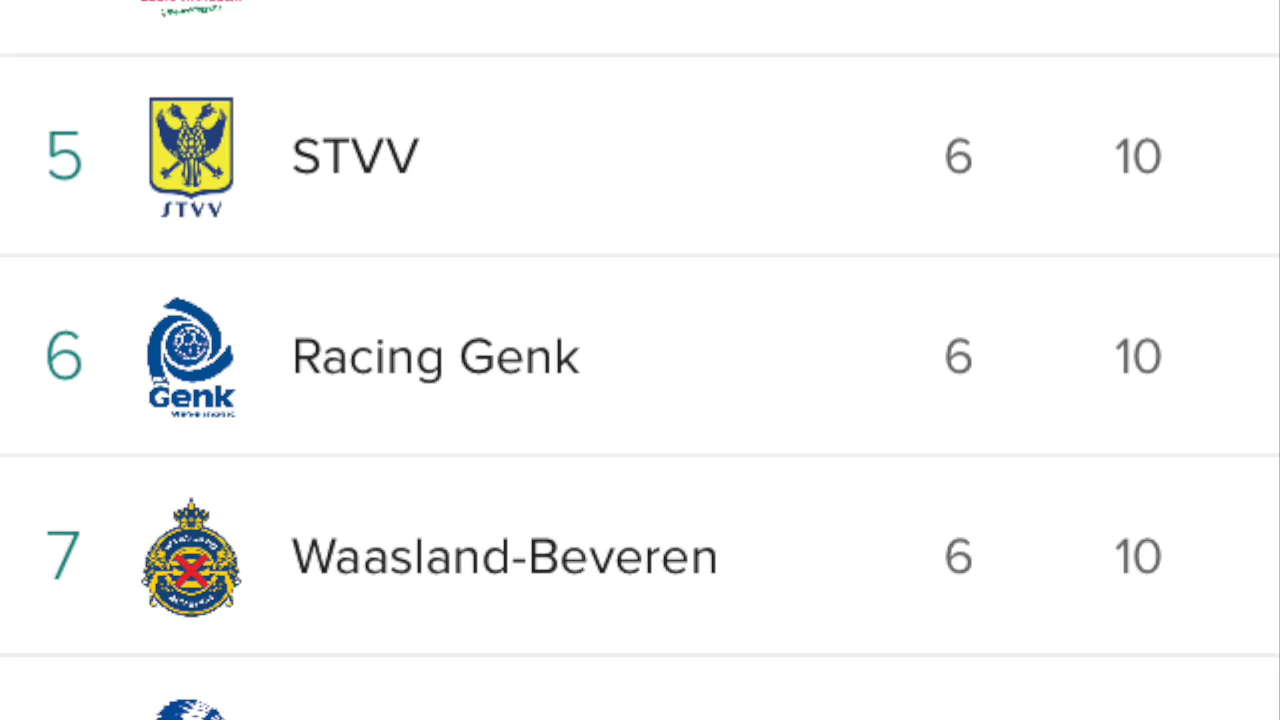 5 STVV 6 10
STVV
6 Racing Genk 6 10
Genk
7 Waasland-Beveren 6 10